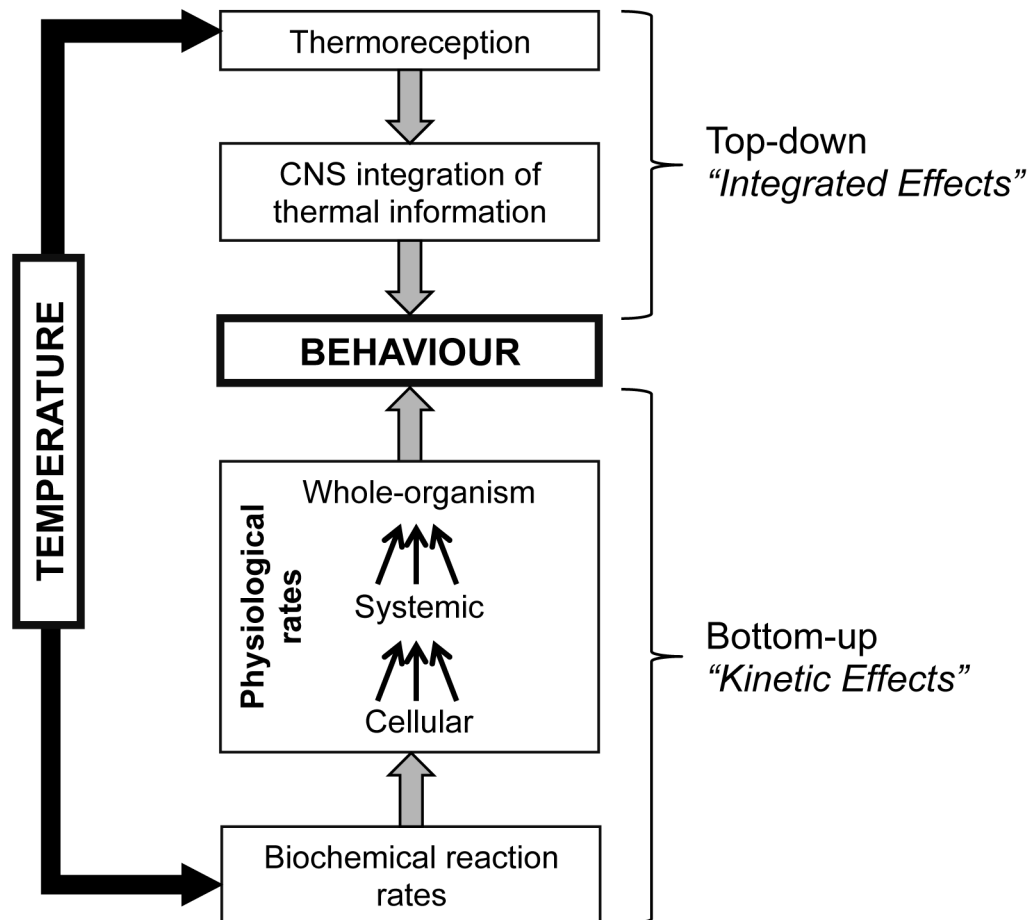 Thermoreception
CNS integration of
thermal information
Top-down
“Integrated Effects”
TEMPERATURE
BEHAVIOUR
Physiological
rates
Whole-organism
Systemic
Cellular
Bottom-up
“Kinetic Effects”
Biochemical reaction
rates